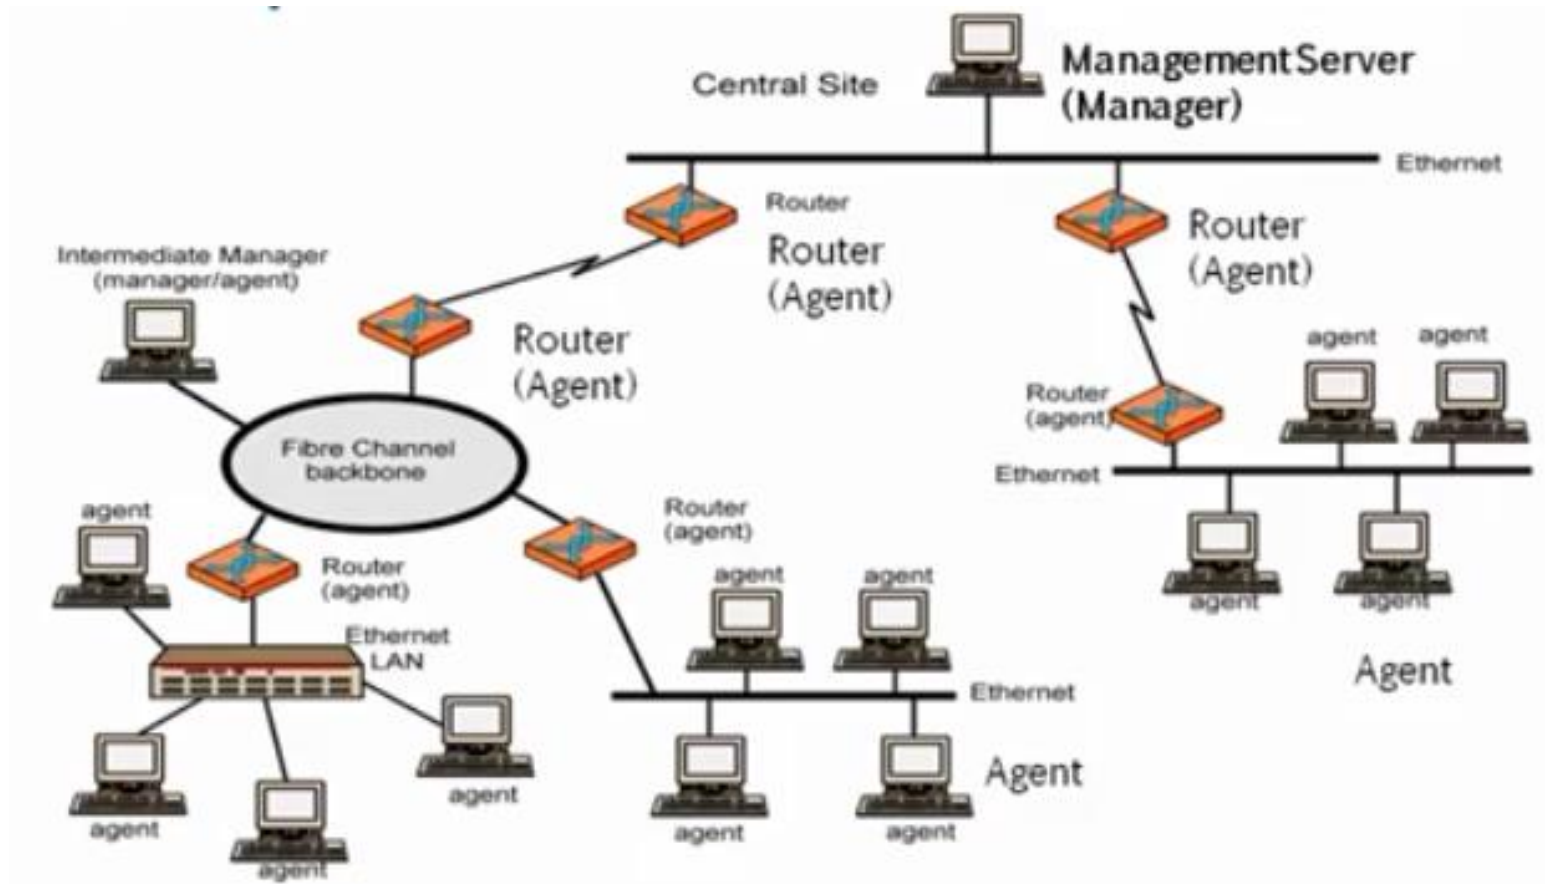 Central Site
ManagementServer
(Manager)
Ethernet
Router
Router
(Agent)
Router
(Agent)
Intermediate Manager
(manager/agent)
Router
(Agent)
agent
agent
Router
(agent)
Fibre Channel
backbone
Ethernet
agent
Router
(agent)
Router
(agent)
agent
agent
agent
agent
Agent
Ethernet
LAN
Ethernet
Agent
agent
agent
agent
agent
agent